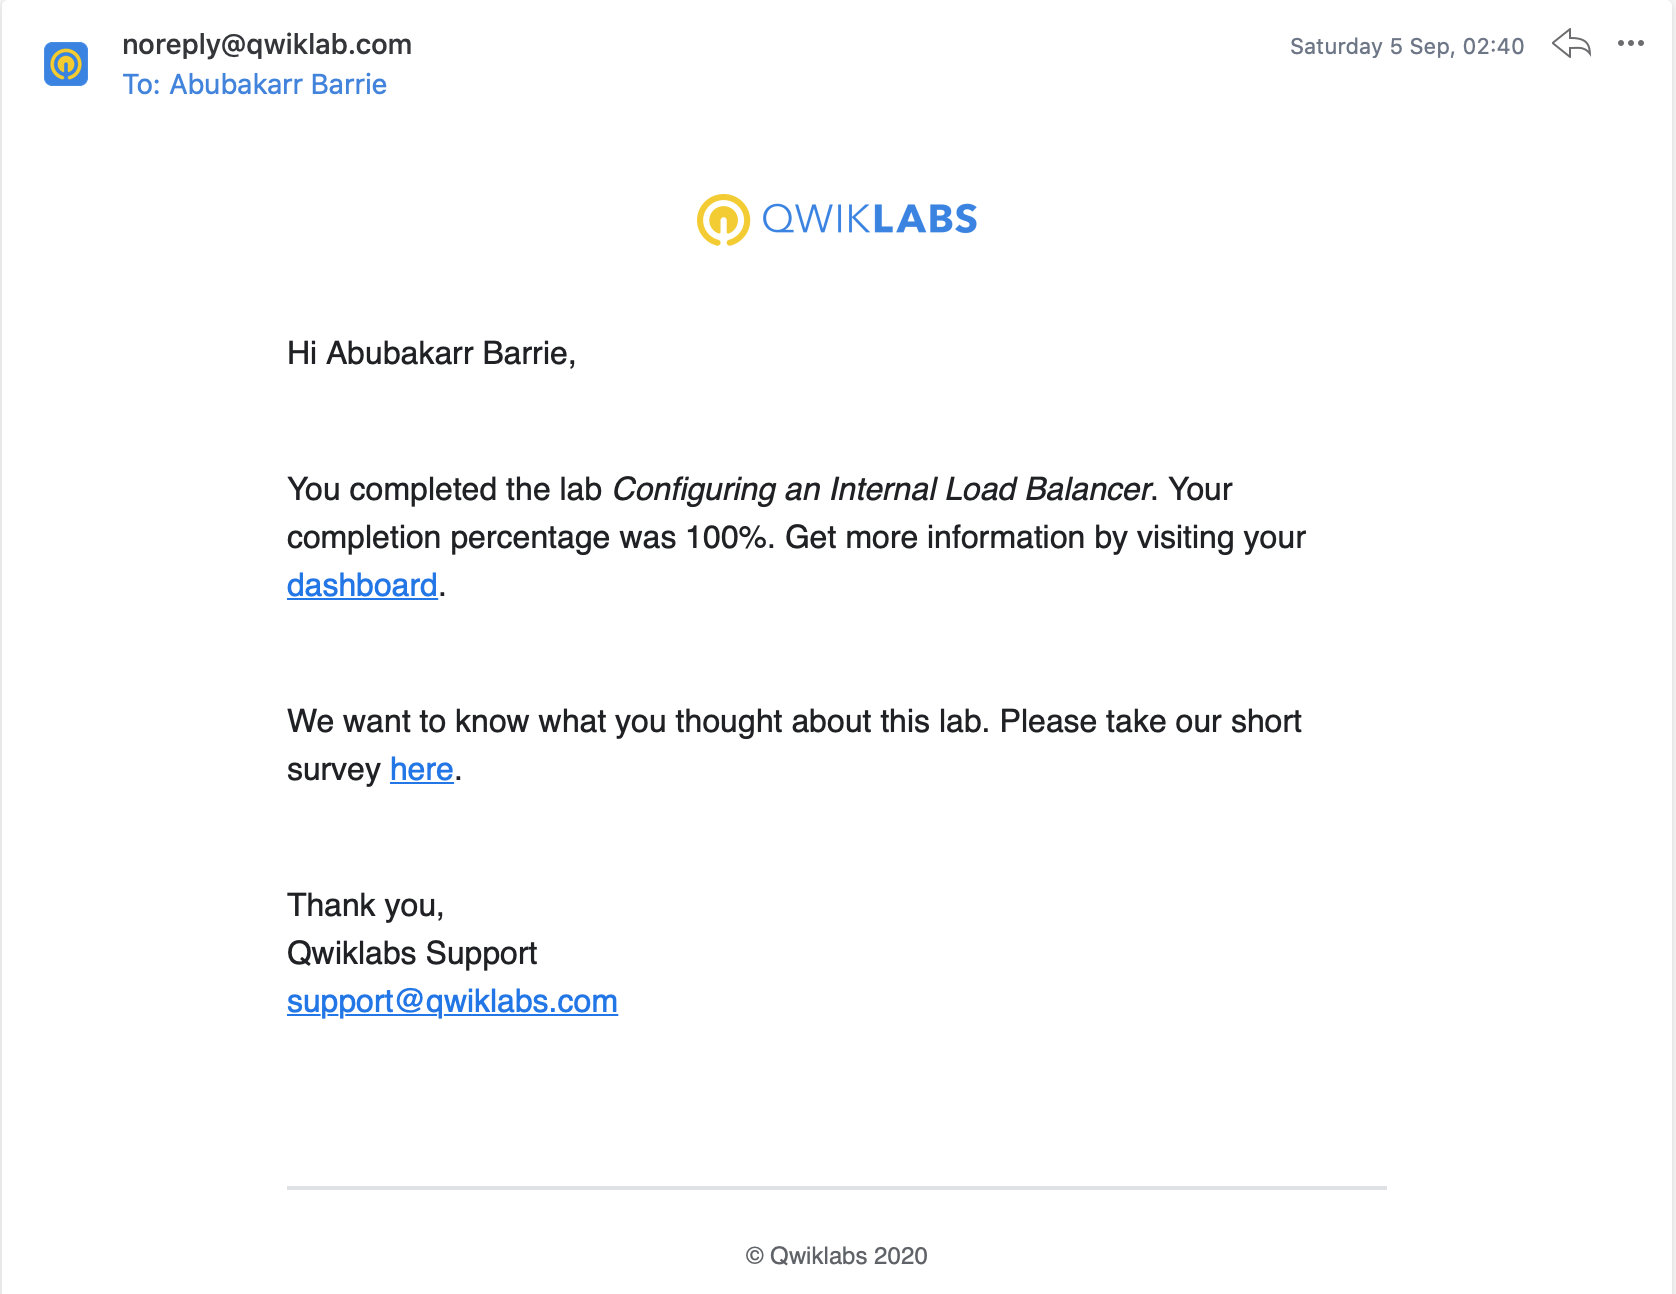 noreply@qwiklab.com
Saturday 5 Sep, 02:40
To: Abubakarr Barrie
QWIKLABS
Hi Abubakarr Barrie,
You completed the lab Configuring an Internal Load Balancer. Your
completion percentage was 100%. Get more information by visiting your
dashboard.
We want to know what you thought about this lab. Please take our short
survey here.
Thank you,
Qwiklabs Support
support@qwiklabs.com
© Qwiklabs 2020